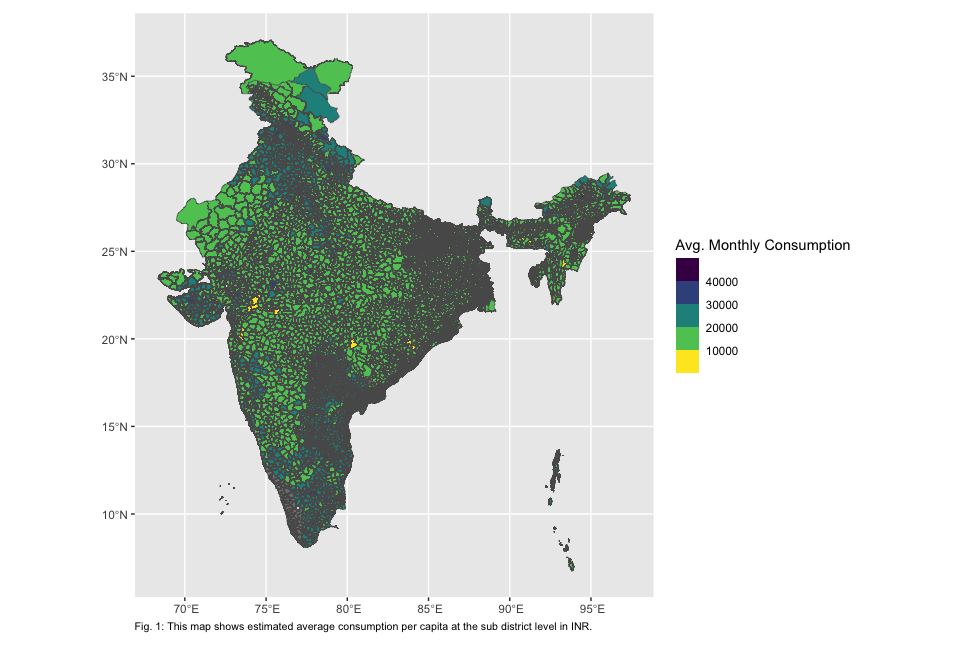 35°N
30°N
25°N
20°N
15°N
10°N
70°E 75°E 80°E 85°E 90°E 95°E
Avg. Monthly Consumption
40000
30000
20000
10000
Fig. 1: This map shows estimated average consumption per capita at the sub district level in INR.